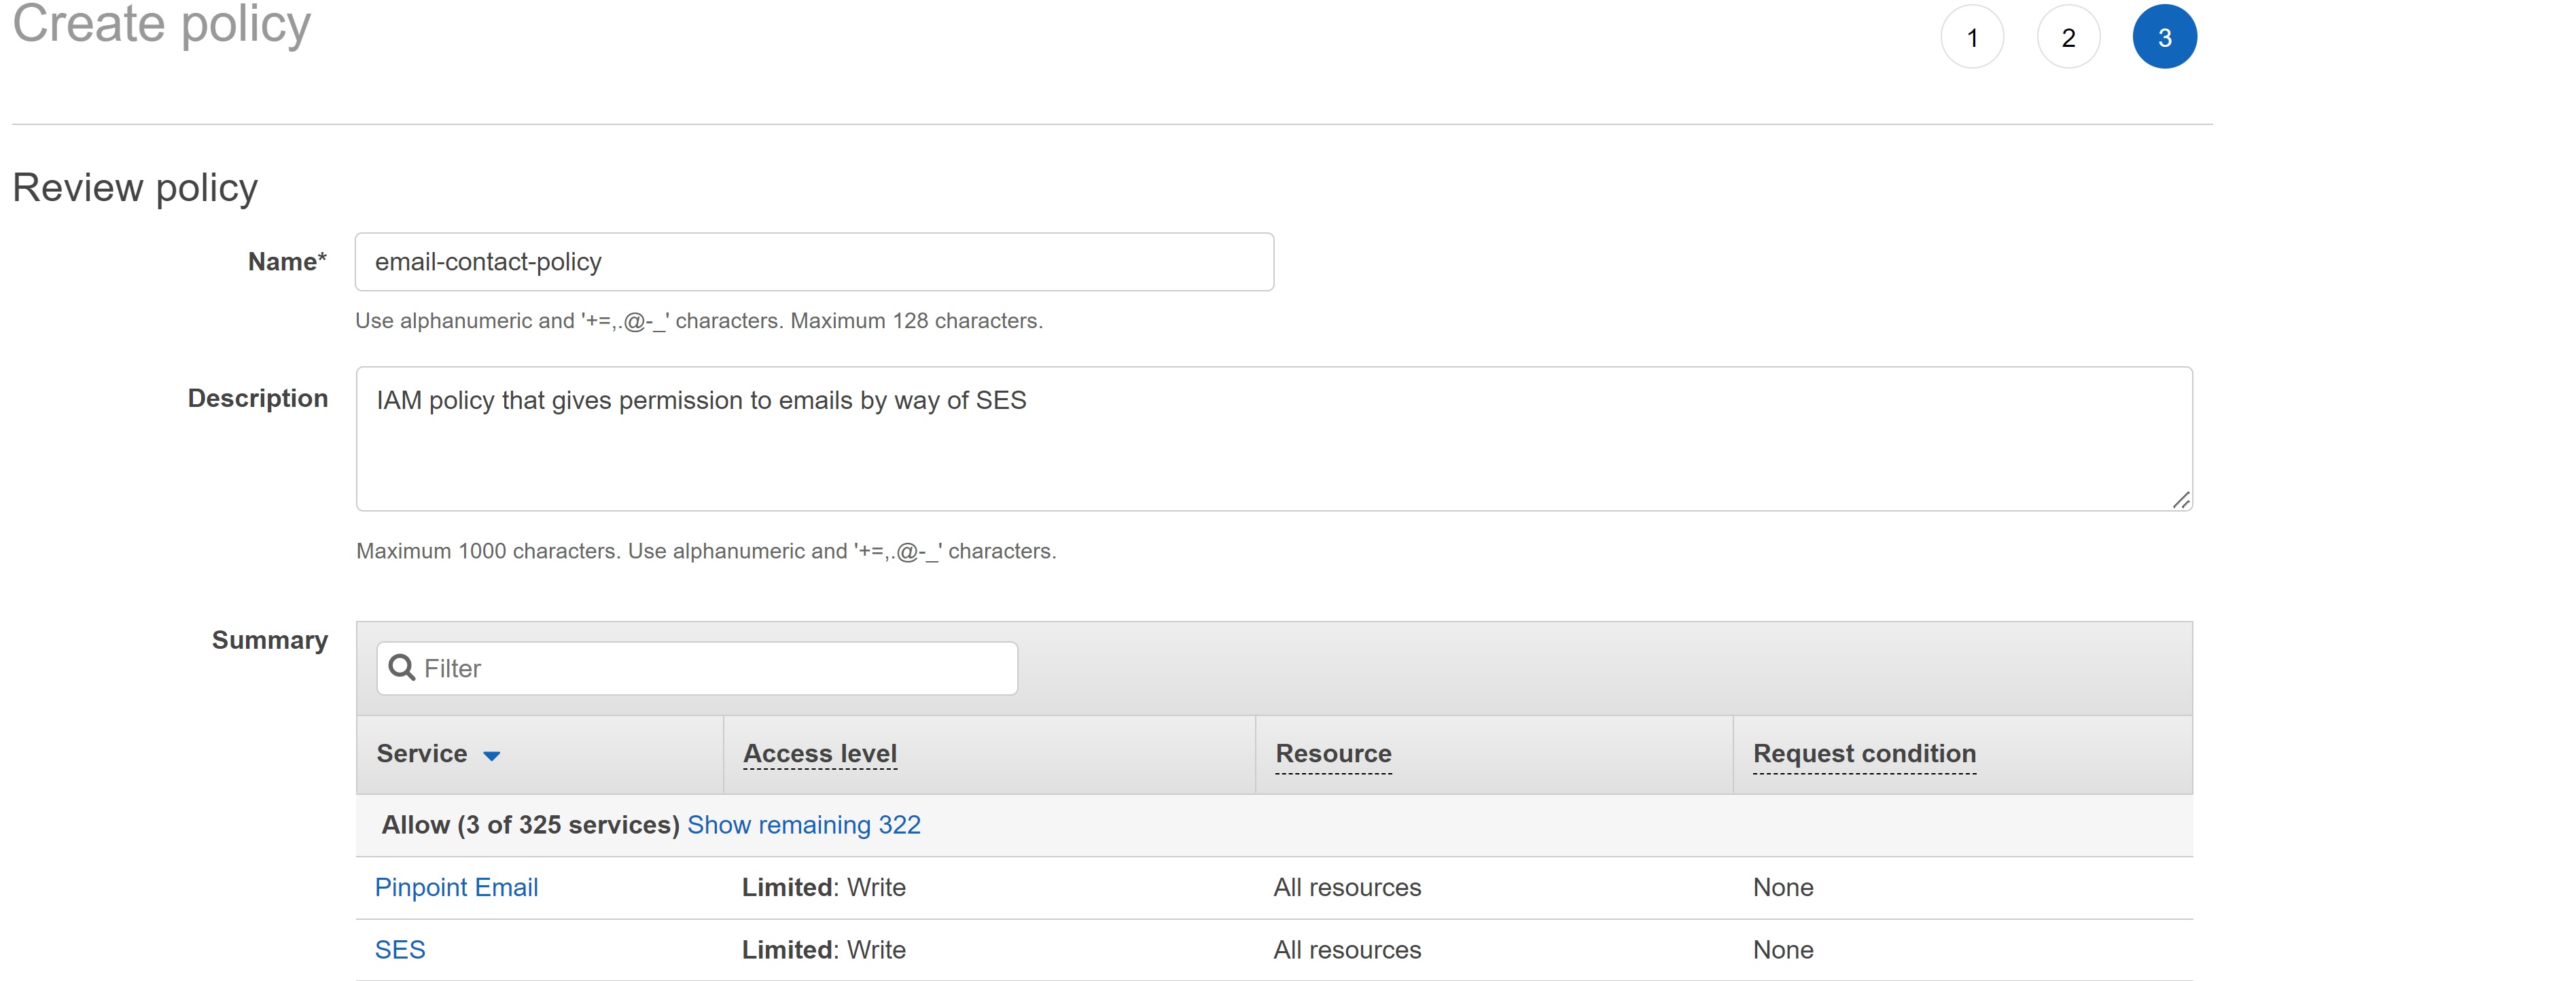 Create policy
1 2 3
Review policy
Name* email-contact-policy
Use alphanumeric and '+=,.@-_' characters. Maximum 128 characters.
Description IAM policy that gives permission to emails by way of SES
Maximum 1000 characters. Use alphanumeric and '+=,.@-_' characters.
Summary Filter
Service Access level Resource Request condition
Allow (3 of 325 services) Show remaining 322
Pinpoint Email Limited: Write All resources None
SES Limited: Write All resources None